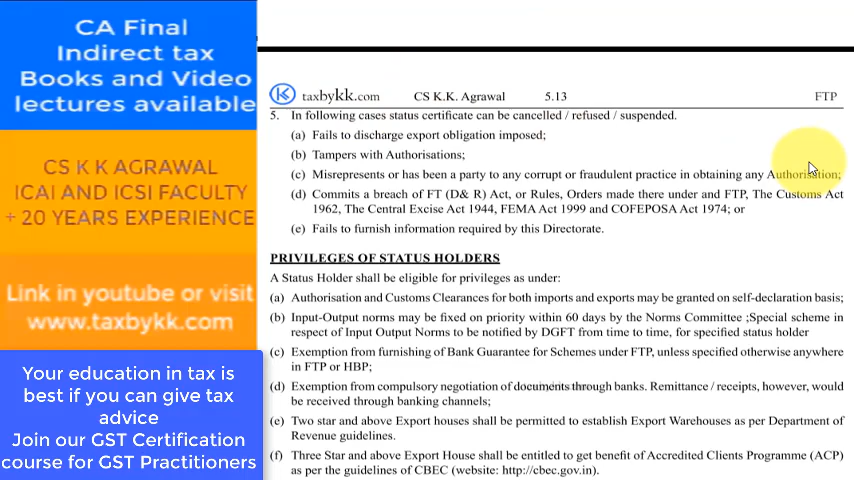 CA Final
Indirect tax
Books and Video
lectures available
CS K K AGRAWAL
ICAI AND ICSI FACULTY
+ 20 YEARS EXPERIENCE
Link in youtube or visit
www.taxbykk.com
Your education in tax is
best if you can give tax
advice
Join our GST Certification
course for GST Practitioners
taxbykk.com CS K.K. Agrawal 5.13 FTP
5. In following cases status certificate can be cancelled / refused / suspended.
(a) Fails to discharge export obligation imposed;
(b) Tampers with Authorisations;
(c) Misrepresents or has been a party to any corrupt or fraudulent practice in obtaining any Authorisation;
(d) Commits a breach of FT (D& R) Act, or Rules, Orders made there under and FTP, The Customs Act
1962, The Central Excise Act 1944, FEMA Act 1999 and COFEPOSA Act 1974; or
(e) Fails to furnish information required by this Directorate.
PRIVILEGES OF STATUS HOLDERS
A Status Holder shall be eligible for privileges as under:
(a) Authorisation and Customs Clearances for both imports and exports may be granted on self-declaration basis;
(b) Input-Output norms may be fixed on priority within 60 days by the Norms Committee ;Special scheme in
respect of Input Output Norms to be notified by DGFT from time to time, for specified status holder
(c) Exemption from furnishing of Bank Guarantee for Schemes under FTP, unless specified otherwise anywhere
in FTP or HBP;
(d) Exemption from compulsory negotiation of documents through banks. Remittance / receipts, however, would
be received through banking channels;
(e) Two star and above Export houses shall be permitted to establish Export Warehouses as per Department of
Revenue guidelines.
(f) Three Star and above Export House shall be entitled to get benefit of Accredited Clients Programme (ACP)
as per the guidelines of CBEC (website: http://cbec.gov.in).